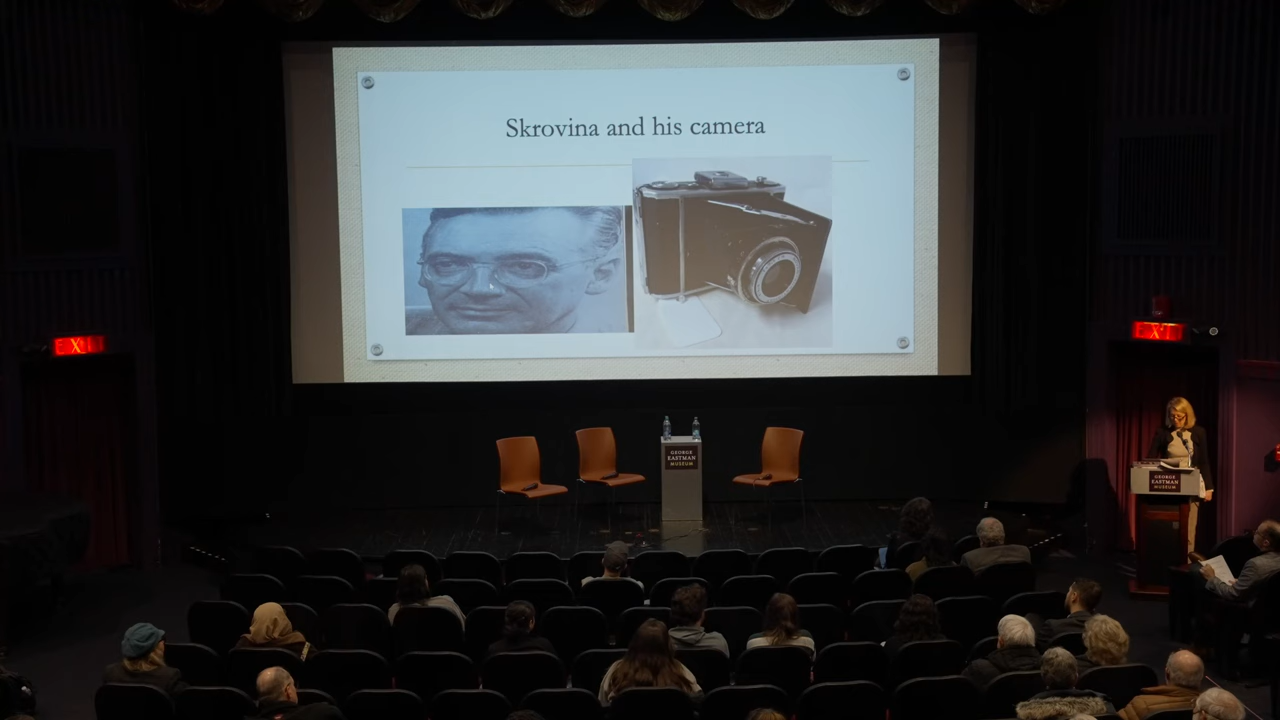 Skrovina and his camera
EXIT
EXIT
GEORGE
EASTMAN
MUSEUM
GEORGE
EASTMAN
MUSEUM